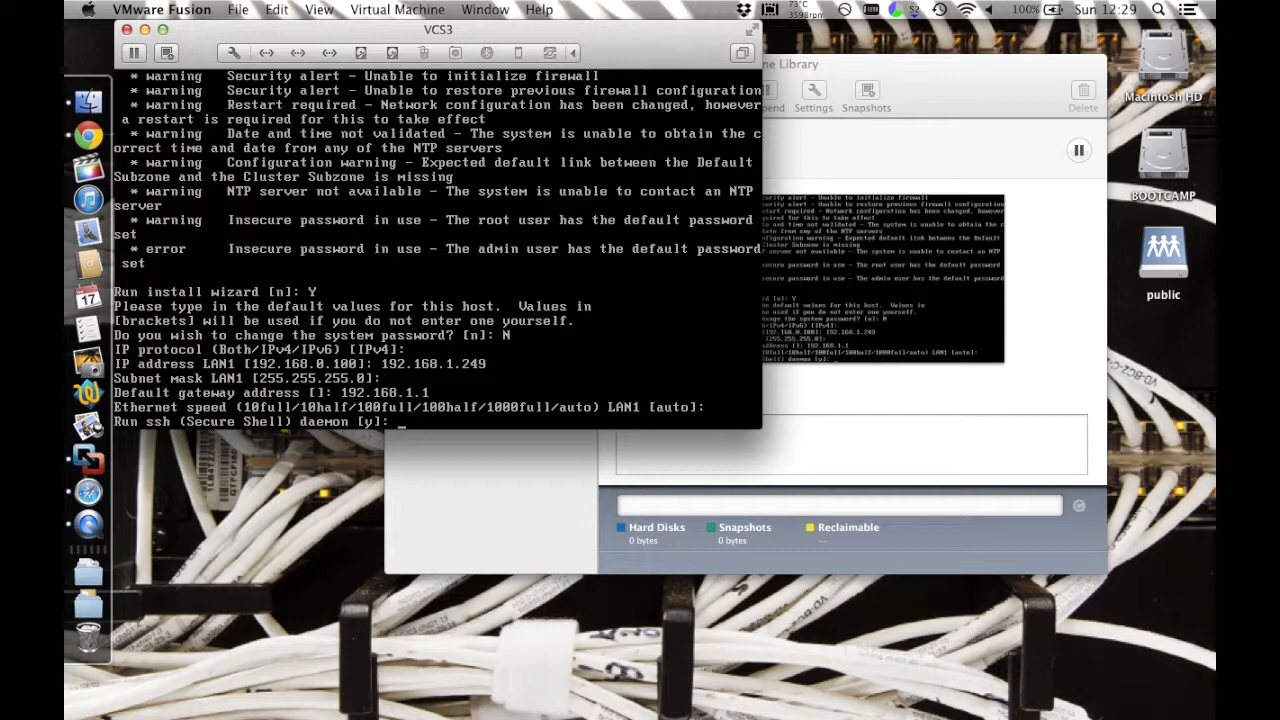 VMware Fusion File Edit View Virtual Machine Window Help
73°C
3598rpm
52
100%
Sun 12:29
VCS3
* warning Security alert - Unable to initialize firewall
* warning Security alert - Unable to restore previous firewall configuration
* warning Restart required - Network configuration has been changed, howev
a restart is required for this to take effect
* warning Date and time not validated - The system is unable to obtain the c
orrect time and date from any of the NTP servers
* warning Configuration warning - Expected default link between the Default
Subzone and the Cluster Subzone is missing
* warning NTP server not available - The system is unable to contact an NTP
server
* warning Insecure password in use - The root user has the default password
set
* warning Insecure password in use - The admin user has the default password
set
Run install wizard [n]: Y
Please type in the default values for this host. Values in
[brackets] will be used if you do not enter one yourself.
Do you wish to change the system password? [n]: N
IP protocol (Both/IPv4/IPv6) [IPv4]:
IP address LAN1 [192.168.0.100]: 192.168.1.249
Subnet mask LAN1 [255.255.255.0]:
Default gateway address []: 192.168.1.1
Ethernet speed (10full/10half/100full/100half/1000full/auto) LAN1 [auto]:
Run ssh (Secure Shell) daemon [y]: _
ne Library
end
Settings
Snapshots
Delete
Hard Disks
0 bytes
Snapshots
0 bytes
Reclaimable
--
Macintosh HD
BOOTCAMP
public
17